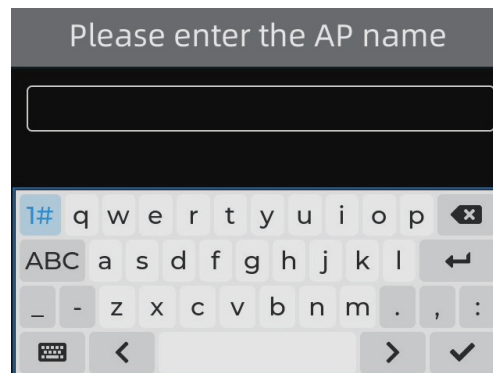 Please enter the AP name
1# q w e r t y u i o p
ABC a s d f g h j k l
_ - z x c v b n m . , :